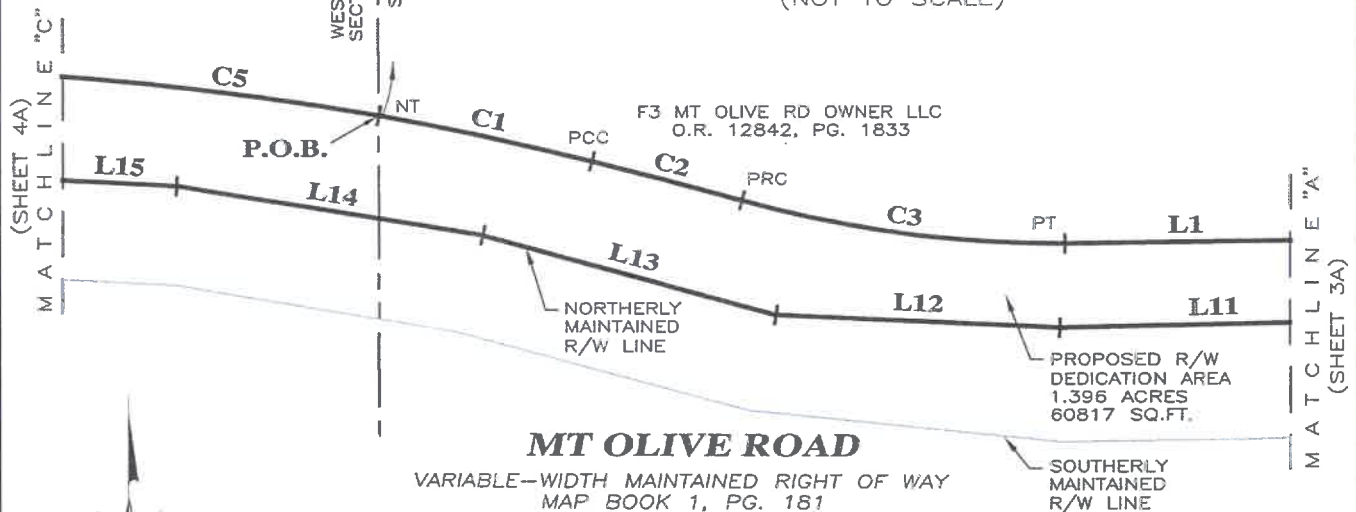 (NOT TO SCALE)
WES
SECT
S
MATCHLINE "C"
(SHEET 4A)
C5
NT
C1
F3 MT OLIVE RD OWNER LLC
O.R. 12842, PG. 1833
PCC
P.O.B.
C2
PRC
L15
L14
C3
PT
L1
MATCHLINE "A"
(SHEET 3A)
L13
NORTHERLY
MAINTAINED
R/W LINE
L12
L11
PROPOSED R/W
DEDICATION AREA
1.396 ACRES
60817 SQ.FT.
MT OLIVE ROAD
VARIABLE-WIDTH MAINTAINED RIGHT OF WAY
MAP BOOK 1, PG. 181
SOUTHERLY
MAINTAINED
R/W LINE